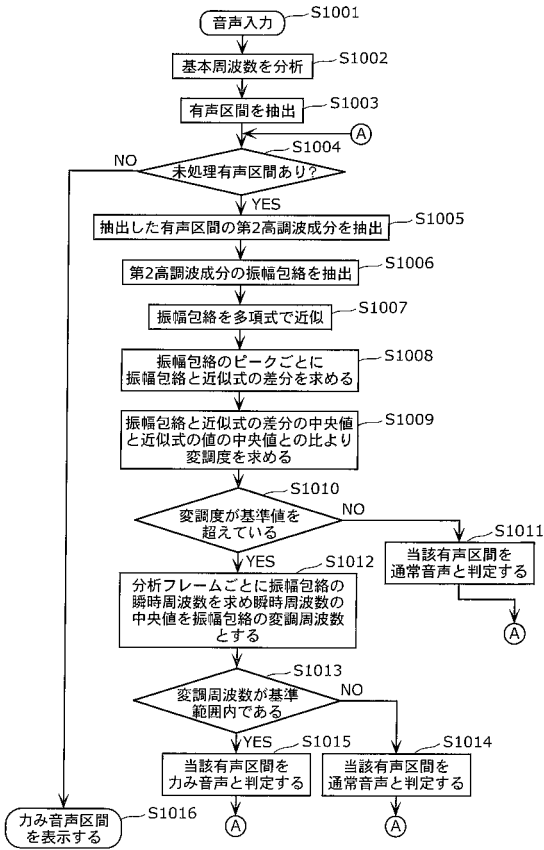 音声入力
S1001
基本周波数を分析
S1002
有声区間を抽出
S1003
A
S1004
NO
未処理有声区間あり?
YES
抽出した有声区間の第2高調波成分を抽出
S1005
第2高調波成分の振幅包絡を抽出
S1006
振幅包絡を多項式で近似
S1007
振幅包絡のピークごとに
振幅包絡と近似式の差分を求める
S1008
振幅包絡と近似式の差分の中央値
と近似式の値の中央値との比より
変調度を求める
S1009
S1010
変調度が基準値を
超えている
NO
YES
S1011
当該有声区間を
通常音声と判定する
A
S1012
分析フレームごとに振幅包絡の
瞬時周波数を求め瞬時周波数の
中央値を振幅包絡の変調周波数
とする
S1013
変調周波数が基準
範囲内である
NO
YES
S1015
当該有声区間を
力み音声と判定する
A
S1014
当該有声区間を
通常音声と判定する
A
力み音声区間
を表示する
S1016